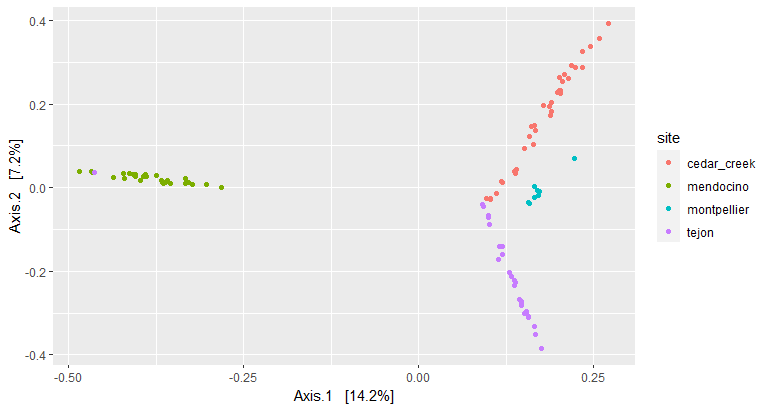 0.4
0.2
0.0
-0.2
-0.4
Axis.2 [7.2%]
-0.50
-0.25
0.00
0.25
Axis.1 [14.2%]
site
cedar_creek
mendocino
montpellier
tejon